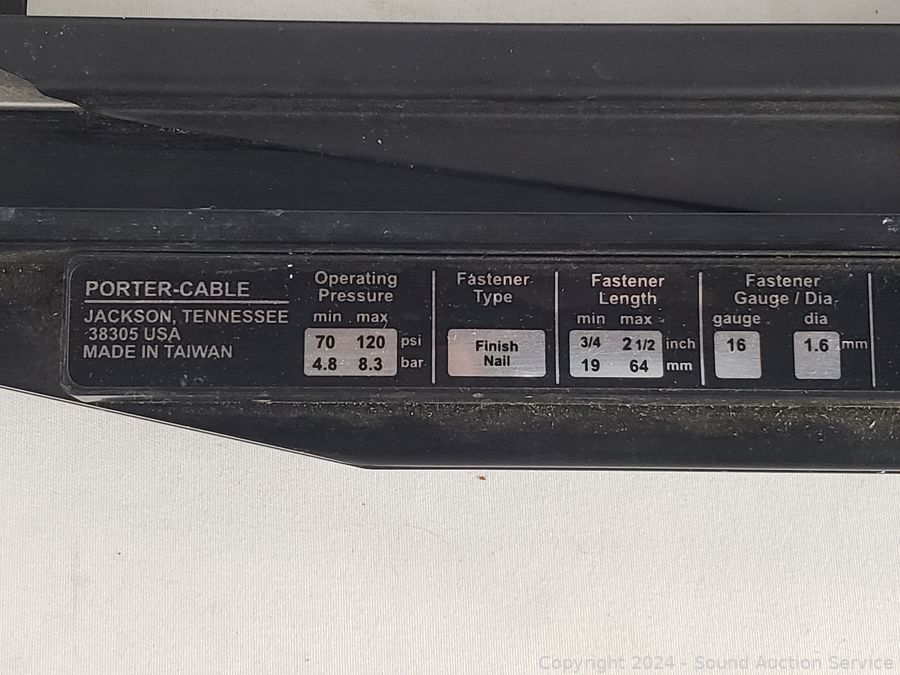 PORTER-CABLE
JACKSON, TENNESSEE
38305 USA
MADE IN TAIWAN
Operating
Pressure
min max
70 120 psi
4.8 8.3 bar
Fastener
Type
Finish
Nail
Fastener
Length
min max
3/4 2 1/2 inch
19 64 mm
Fastener
Gauge / Dia
gauge dia
16 1.6 mm
Copyright 2024 - Sound Auction Service